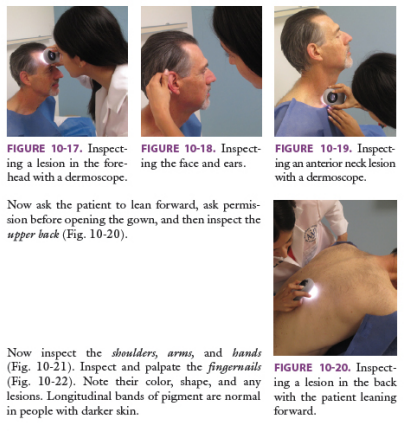 FIGURE 10-17. Inspect-
ing a lesion in the fore-
head with a dermoscope.
FIGURE 10-18. Inspect-
ing the face and ears.
FIGURE 10-19. Inspect-
ing an anterior neck lesion
with a dermoscope.
Now ask the patient to lean forward, ask permis-
sion before opening the gown, and then inspect the
upper back (Fig. 10-20).
Now inspect the shoulders, arms, and hands
(Fig. 10-21). Inspect and palpate the fingernails
(Fig. 10-22). Note their color, shape, and any
lesions. Longitudinal bands of pigment are normal
in people with darker skin.
FIGURE 10-20. Inspect-
ing a lesion in the back
with the patient leaning
forward.